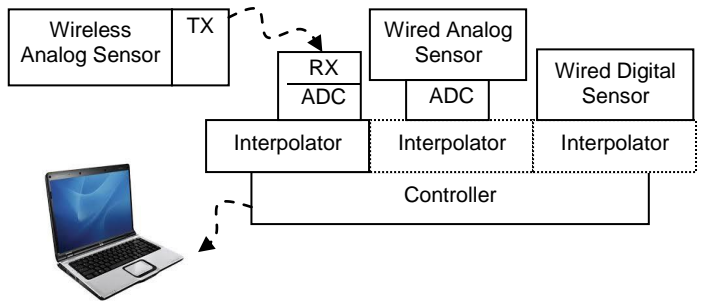 Wireless
Analog Sensor
TX
RX
ADC
Wired Analog
Sensor
ADC
Wired Digital
Sensor
Interpolator
Interpolator
Interpolator
Controller